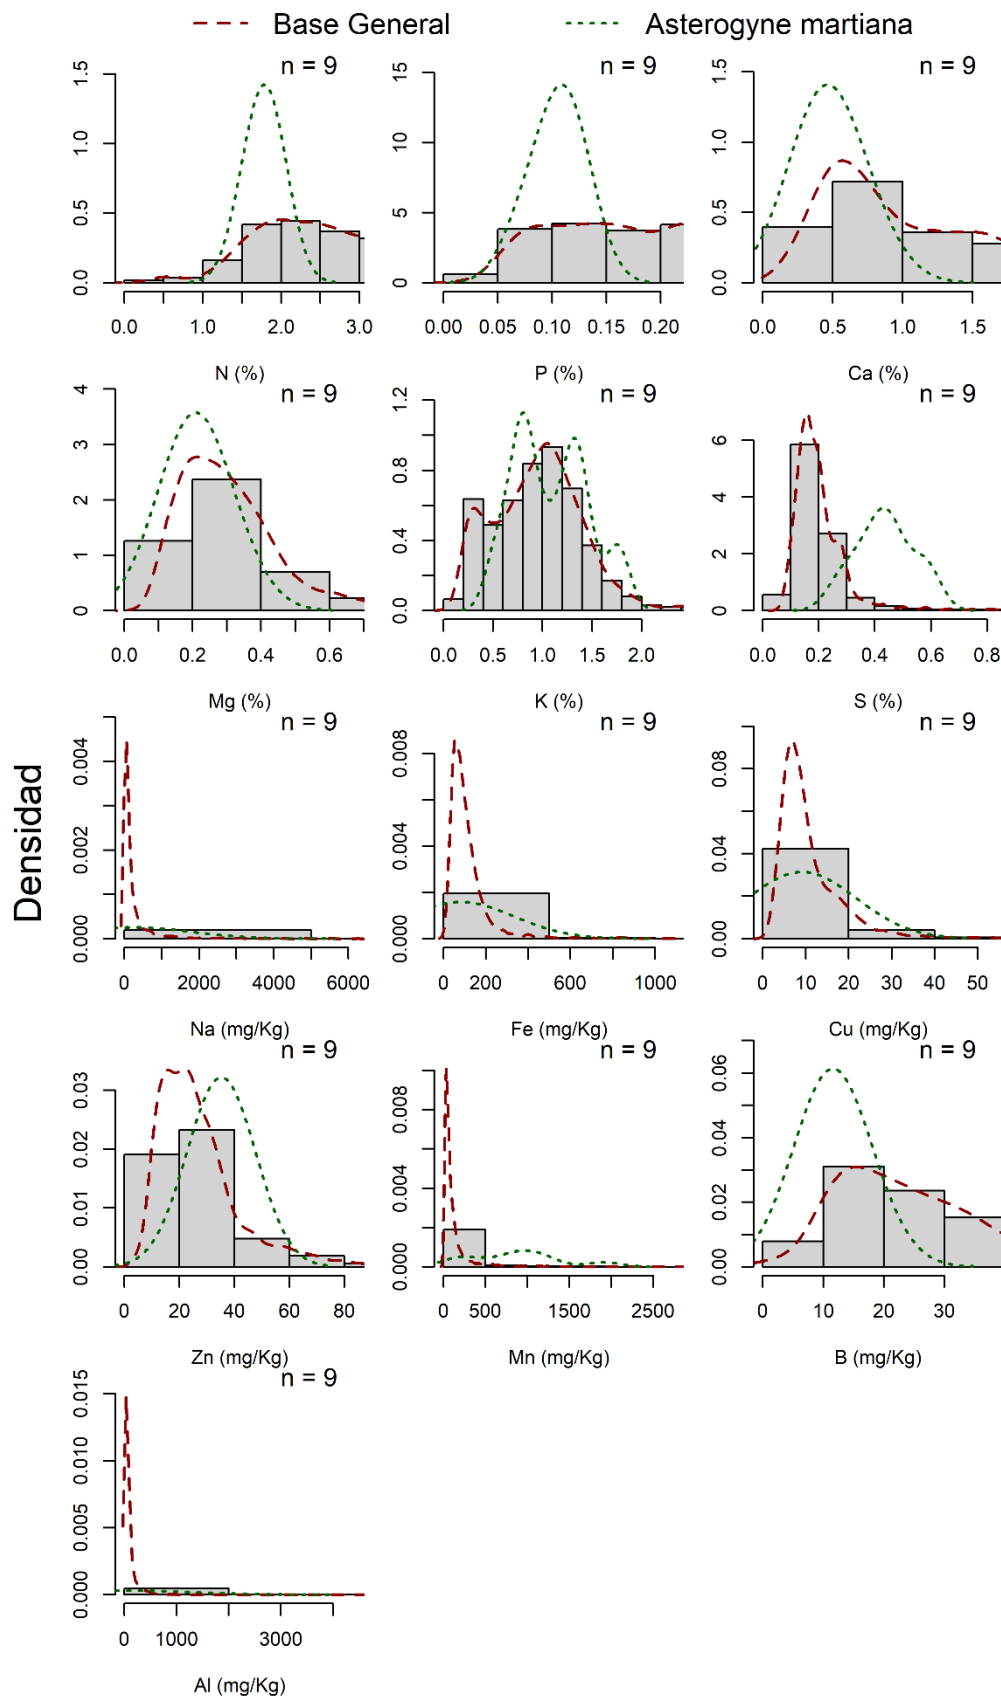 Base General Asterogyne martiana
n = 9 n = 9 n = 9
0.0 0.5 1.0 1.5
0 5 10 15
0.0 0.5 1.0 1.5
0.0 1.0 2.0 3.0
0.00 0.05 0.10 0.15 0.20
0.0 0.5 1.0 1.5
N (%) P (%) Ca (%)
n = 9 n = 9 n = 9
0 1 2 3 4
0.0 0.4 0.8 1.2
0 2 4 6
0.0 0.2 0.4 0.6
0.0 0.5 1.0 1.5 2.0
0.0 0.2 0.4 0.6 0.8
Mg (%) K (%) S (%)
n = 9 n = 9 n = 9
Densidad
0.000 0.002 0.004
0.000 0.004 0.008
0.00 0.04 0.08
0 2000 4000 6000
0 200 600 1000
0 10 20 30 40 50
Na (mg/Kg) Fe (mg/Kg) Cu (mg/Kg)
n = 9 n = 9 n = 9
0.00 0.01 0.02 0.03
0.000 0.004 0.008
0.00 0.02 0.04 0.06
0 20 40 60 80
0 500 1500 2500
0 10 20 30
Zn (mg/Kg) Mn (mg/Kg) B (mg/Kg)
n = 9
0.000 0.005 0.010 0.015
0 1000 3000
Al (mg/Kg)